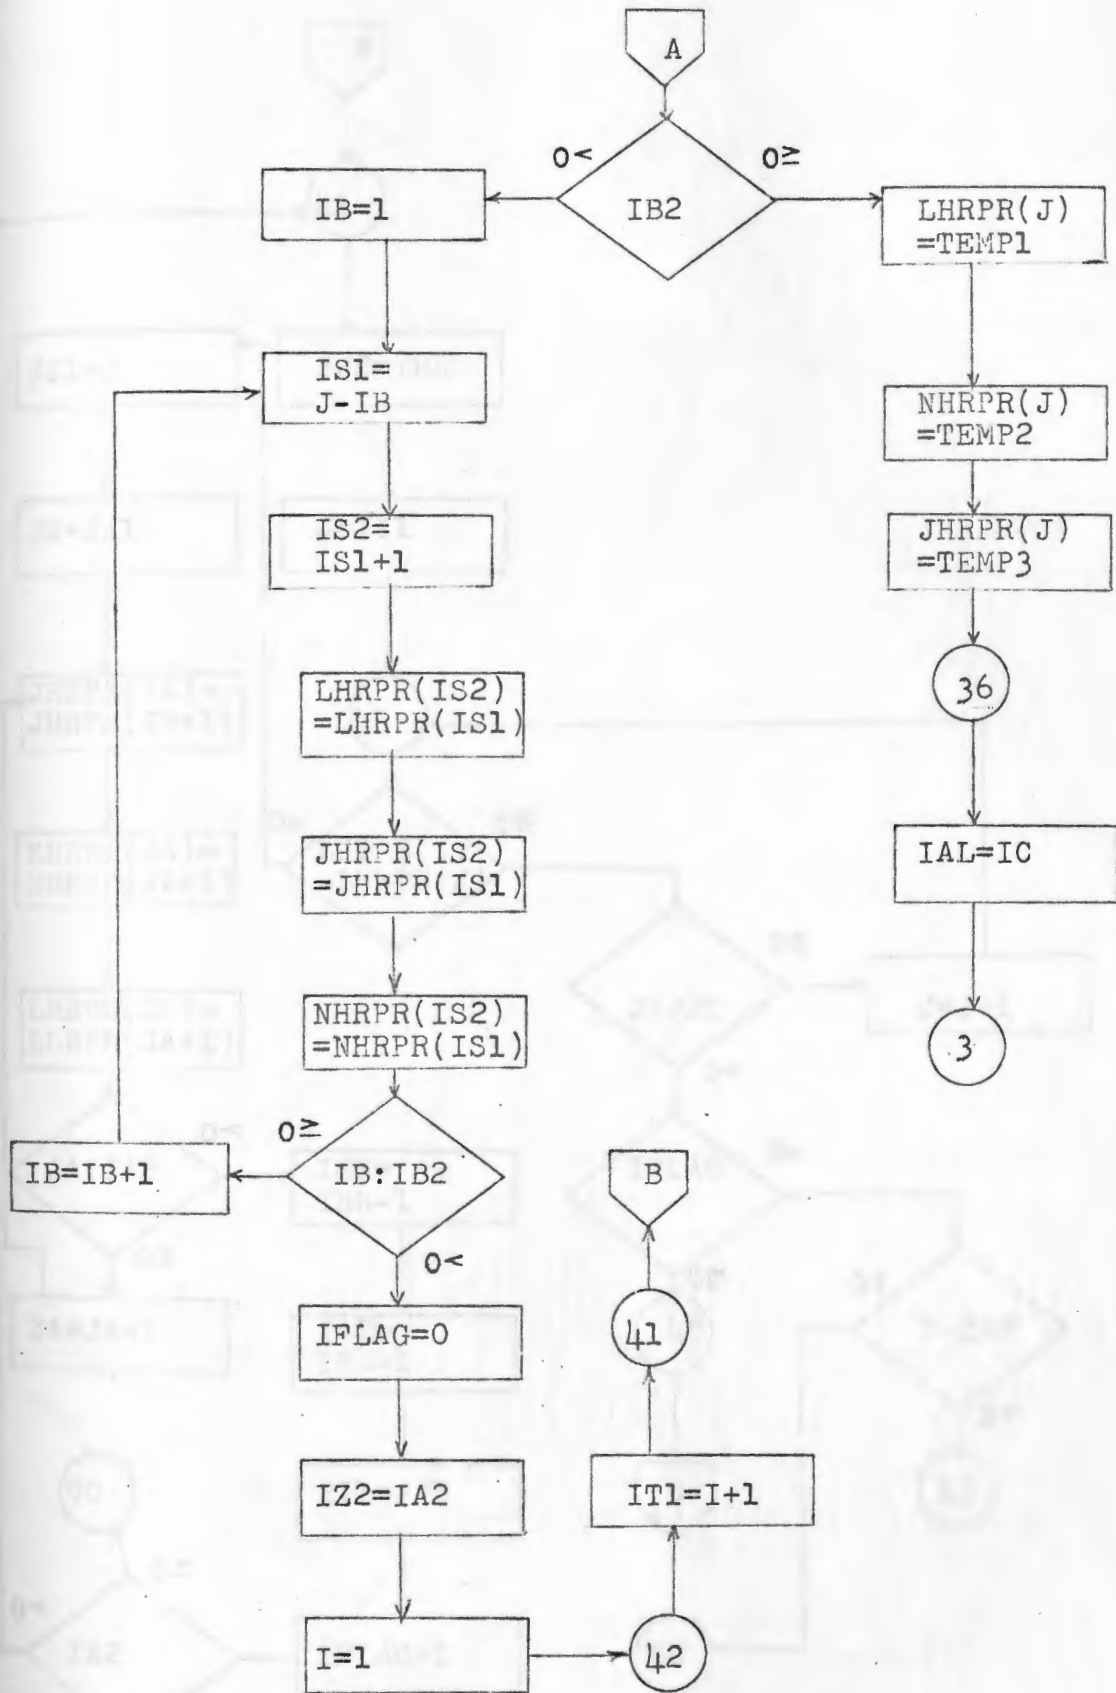 A
0<
0≥
IB2
IB=1
LHRPR(J)
=TEMP1
IS1=
J-IB
NHRPR(J)
=TEMP2
IS2=
IS1+1
JHRPR(J)
=TEMP3
36
LHRPR(IS2)
=LHRPR(IS1)
IAL=IC
JHRPR(IS2)
=JHRPR(IS1)
3
NHRPR(IS2)
=NHRPR(IS1)
0≥
IB=IB+1
IB:IB2
0<
B
IFLAG=0
41
IZ2=IA2
IT1=I+1
I=1
42